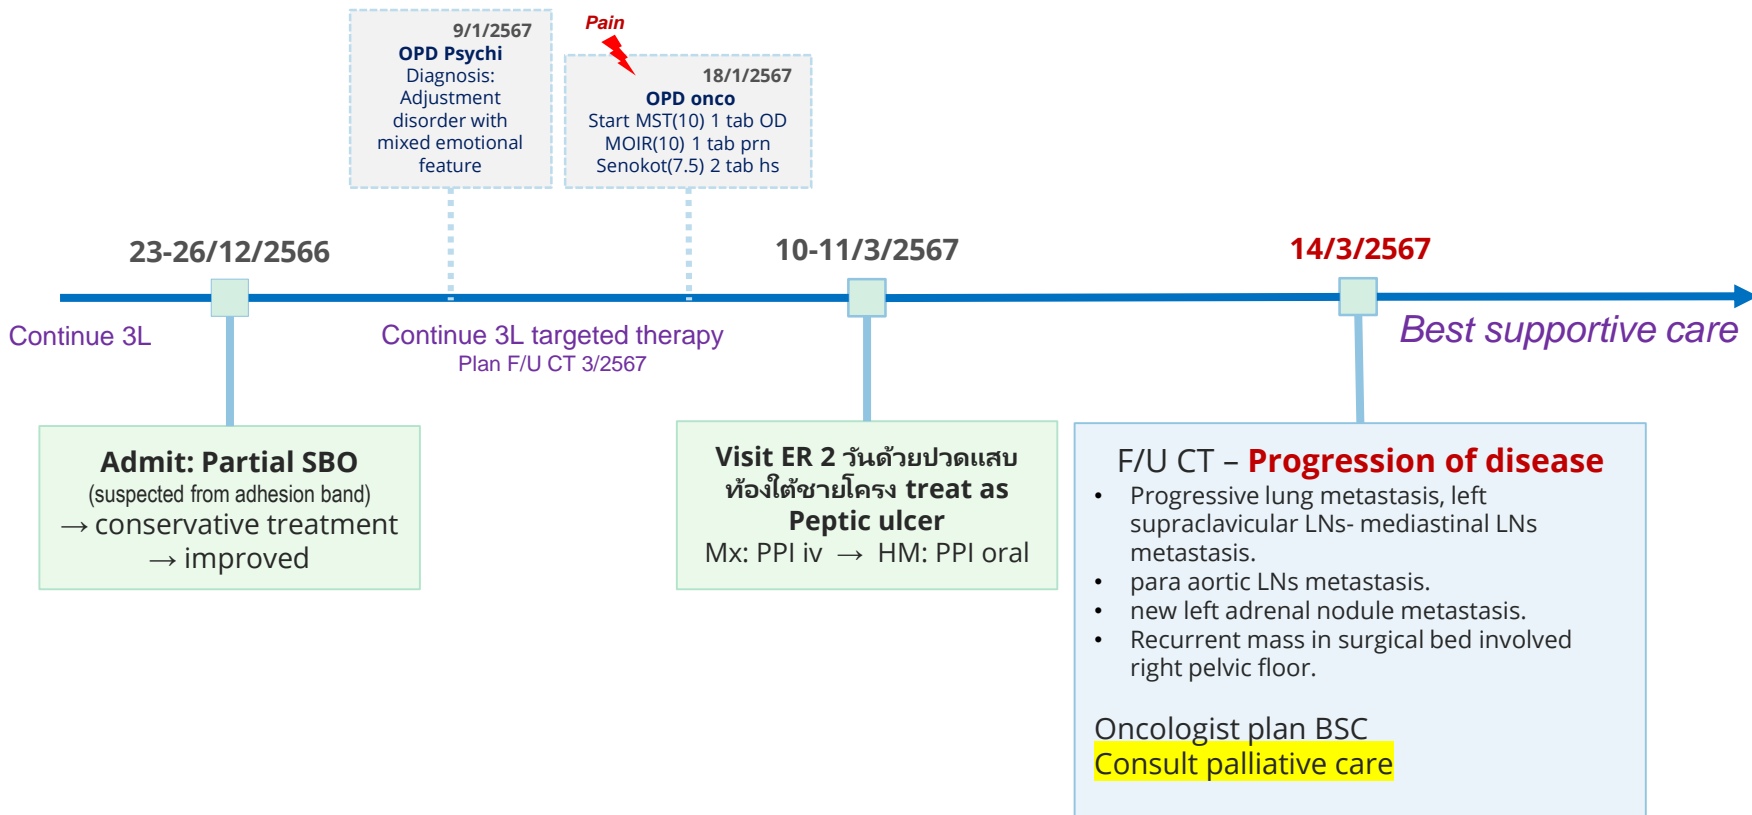 9/1/2567
OPD Psychi
Diagnosis:
Adjustment
disorder with
mixed emotional
feature
Pain
18/1/2567
OPD onco
Start MST(10) 1 tab OD
MOIR(10) 1 tab prn
Senokot(7.5) 2 tab hs
23-26/12/2566
10-11/3/2567
14/3/2567
Continue 3L
Continue 3L targeted therapy
Plan F/U CT 3/2567
Best supportive care
Admit: Partial SBO
(suspected from adhesion band)
→ conservative treatment
→ improved
Visit ER 2 วันด้วยปวดแสบ
ท้องใต้ชายโครง treat as
Peptic ulcer
Mx: PPI iv → HM: PPI oral
F/U CT – Progression of disease
• Progressive lung metastasis, left
supraclavicular LNs- mediastinal LNs
metastasis.
• para aortic LNs metastasis.
• new left adrenal nodule metastasis.
• Recurrent mass in surgical bed involved
right pelvic floor.
Oncologist plan BSC
Consult palliative care